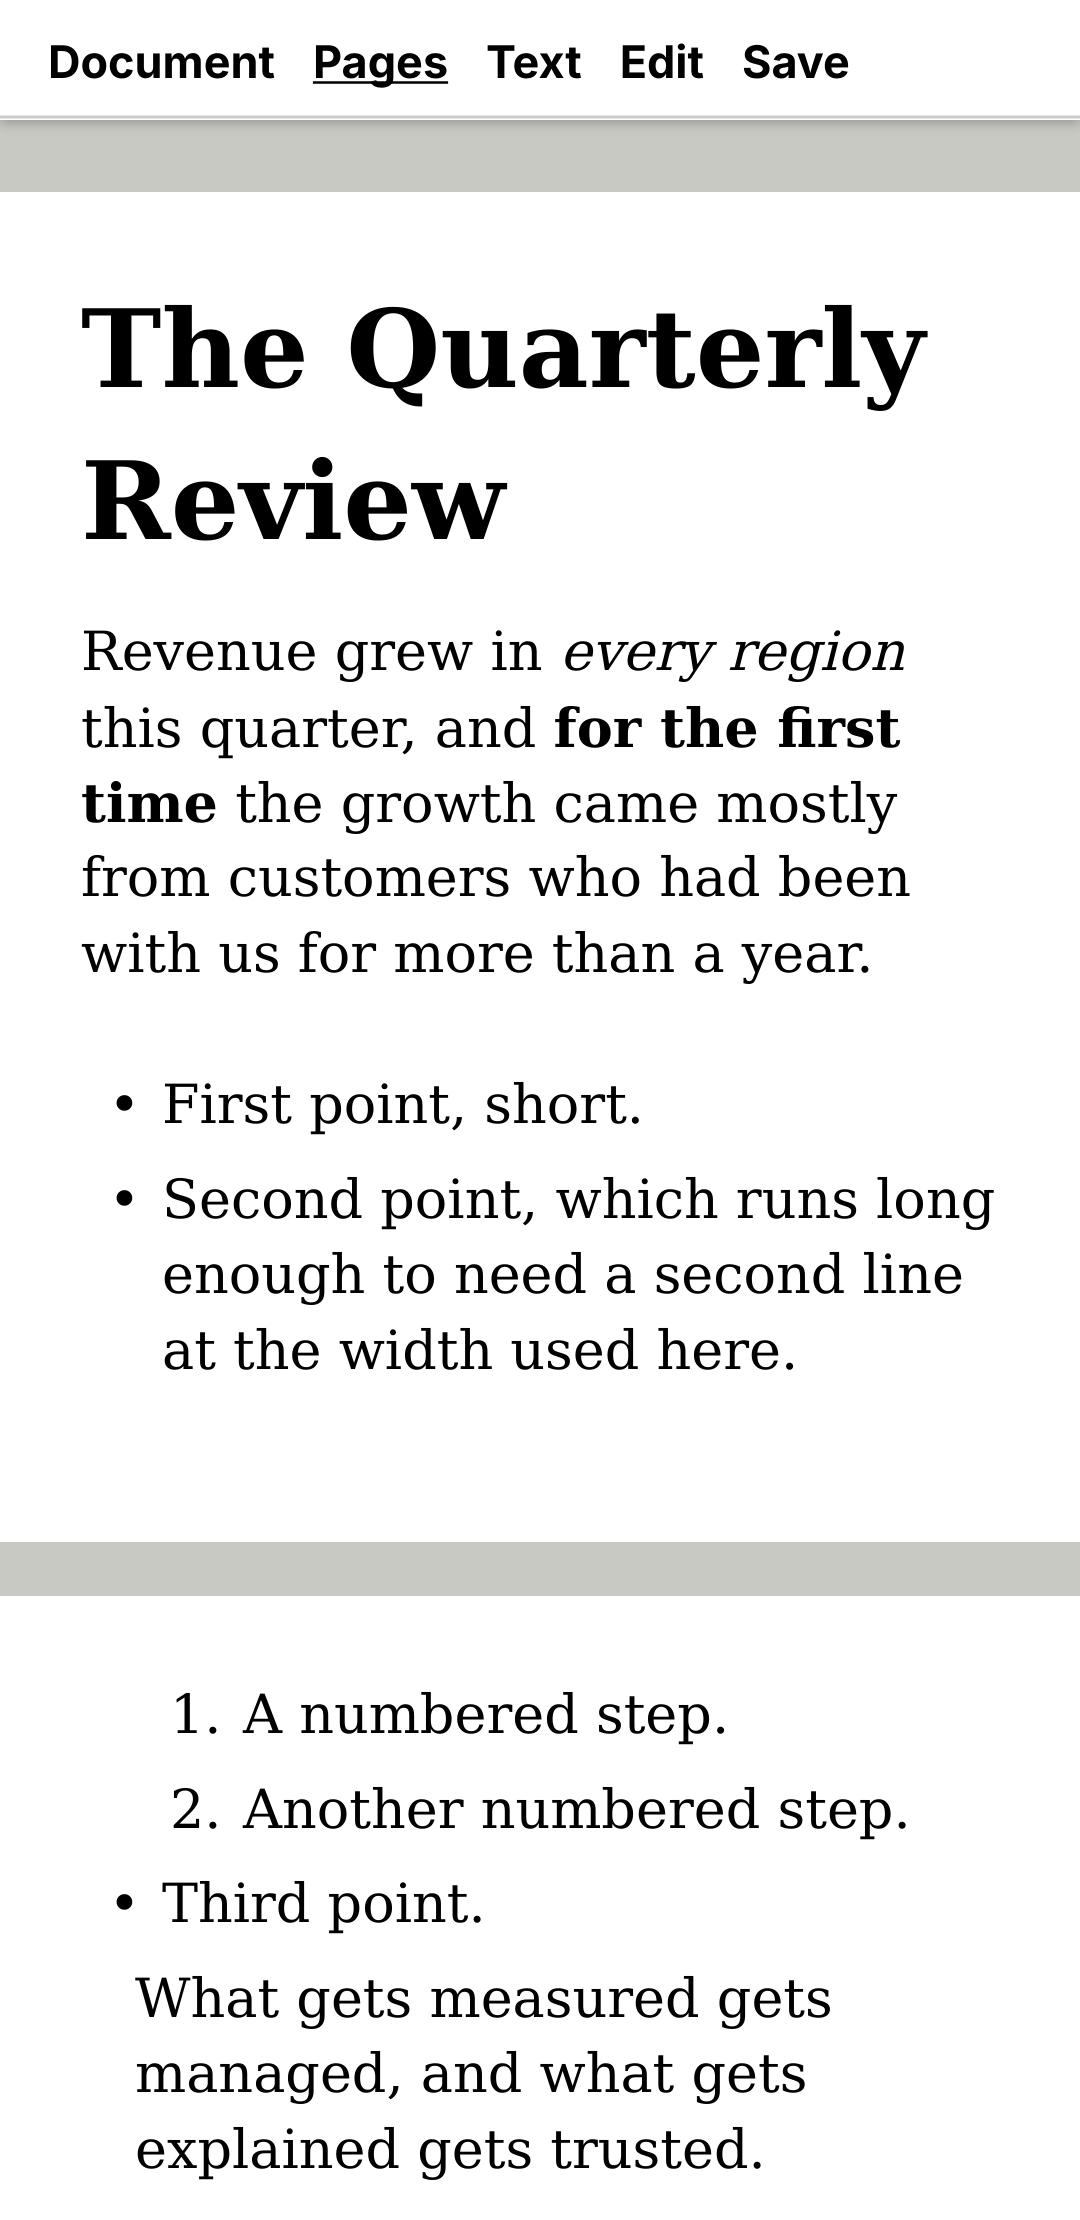 Document Pages Text Edit Save
The Quarterly
Review
Revenue grew in every region
this quarter, and for the first
time the growth came mostly
from customers who had been
with us for more than a year.
• First point, short.
• Second point, which runs long
enough to need a second line
at the width used here.
1. A numbered step.
2. Another numbered step.
• Third point.
What gets measured gets
managed, and what gets
explained gets trusted.